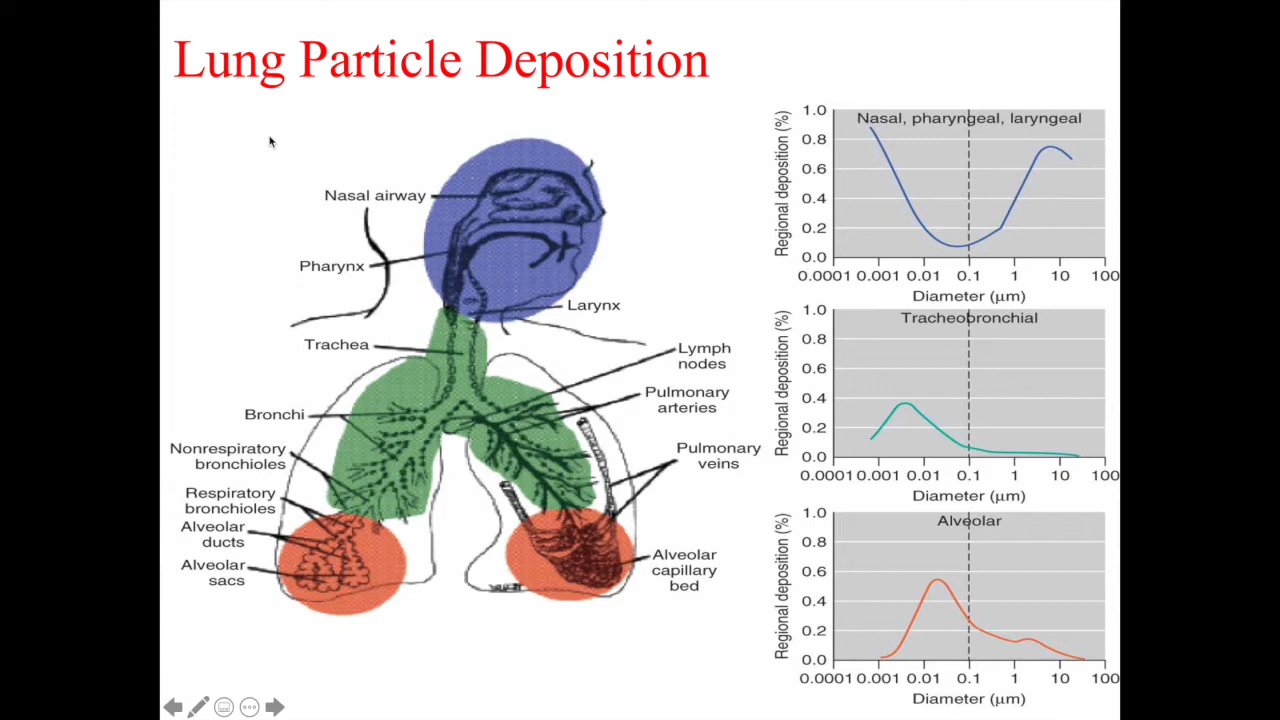 Lung Particle Deposition
Nasal airway
Pharynx
Larynx
Trachea
Lymph
nodes
Pulmonary
arteries
Bronchi
Nonrespiratory
bronchioles
Pulmonary
veins
Respiratory
bronchioles
Alveolar
ducts
Alveolar
sacs
Alveolar
capillary
bed
Regional deposition (%)
Nasal, pharyngeal, laryngeal
1.0
0.8
0.6
0.4
0.2
0.0
0.0001 0.001 0.01 0.1 1 10 100
Diameter (μm)
Regional deposition (%)
Tracheobronchial
1.0
0.8
0.6
0.4
0.2
0.0
0.0001 0.001 0.01 0.1 1 10 100
Diameter (μm)
Regional deposition (%)
Alveolar
1.0
0.8
0.6
0.4
0.2
0.0
0.0001 0.001 0.01 0.1 1 10 100
Diameter (μm)